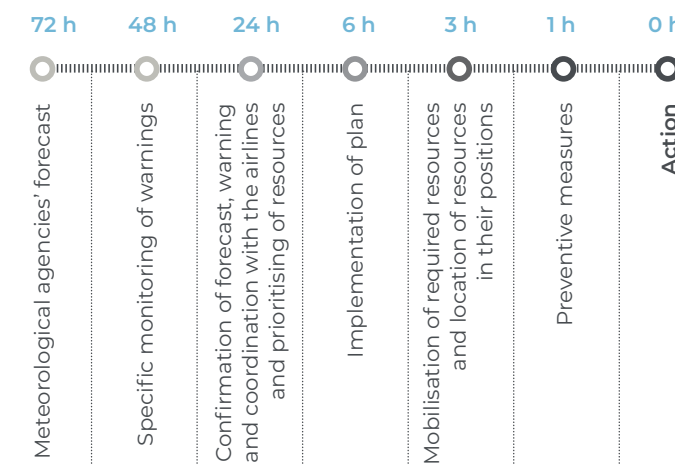 72 h
48 h
24 h
6 h
3 h
1 h
0 h
Meteorological agencies' forecast
Specific monitoring of warnings
Confirmation of forecast, warning
and coordination with the airlines
and prioritising of resources
Implementation of plan
Mobilisation of required resources
and location of resources
in their positions
Preventive measures
Action